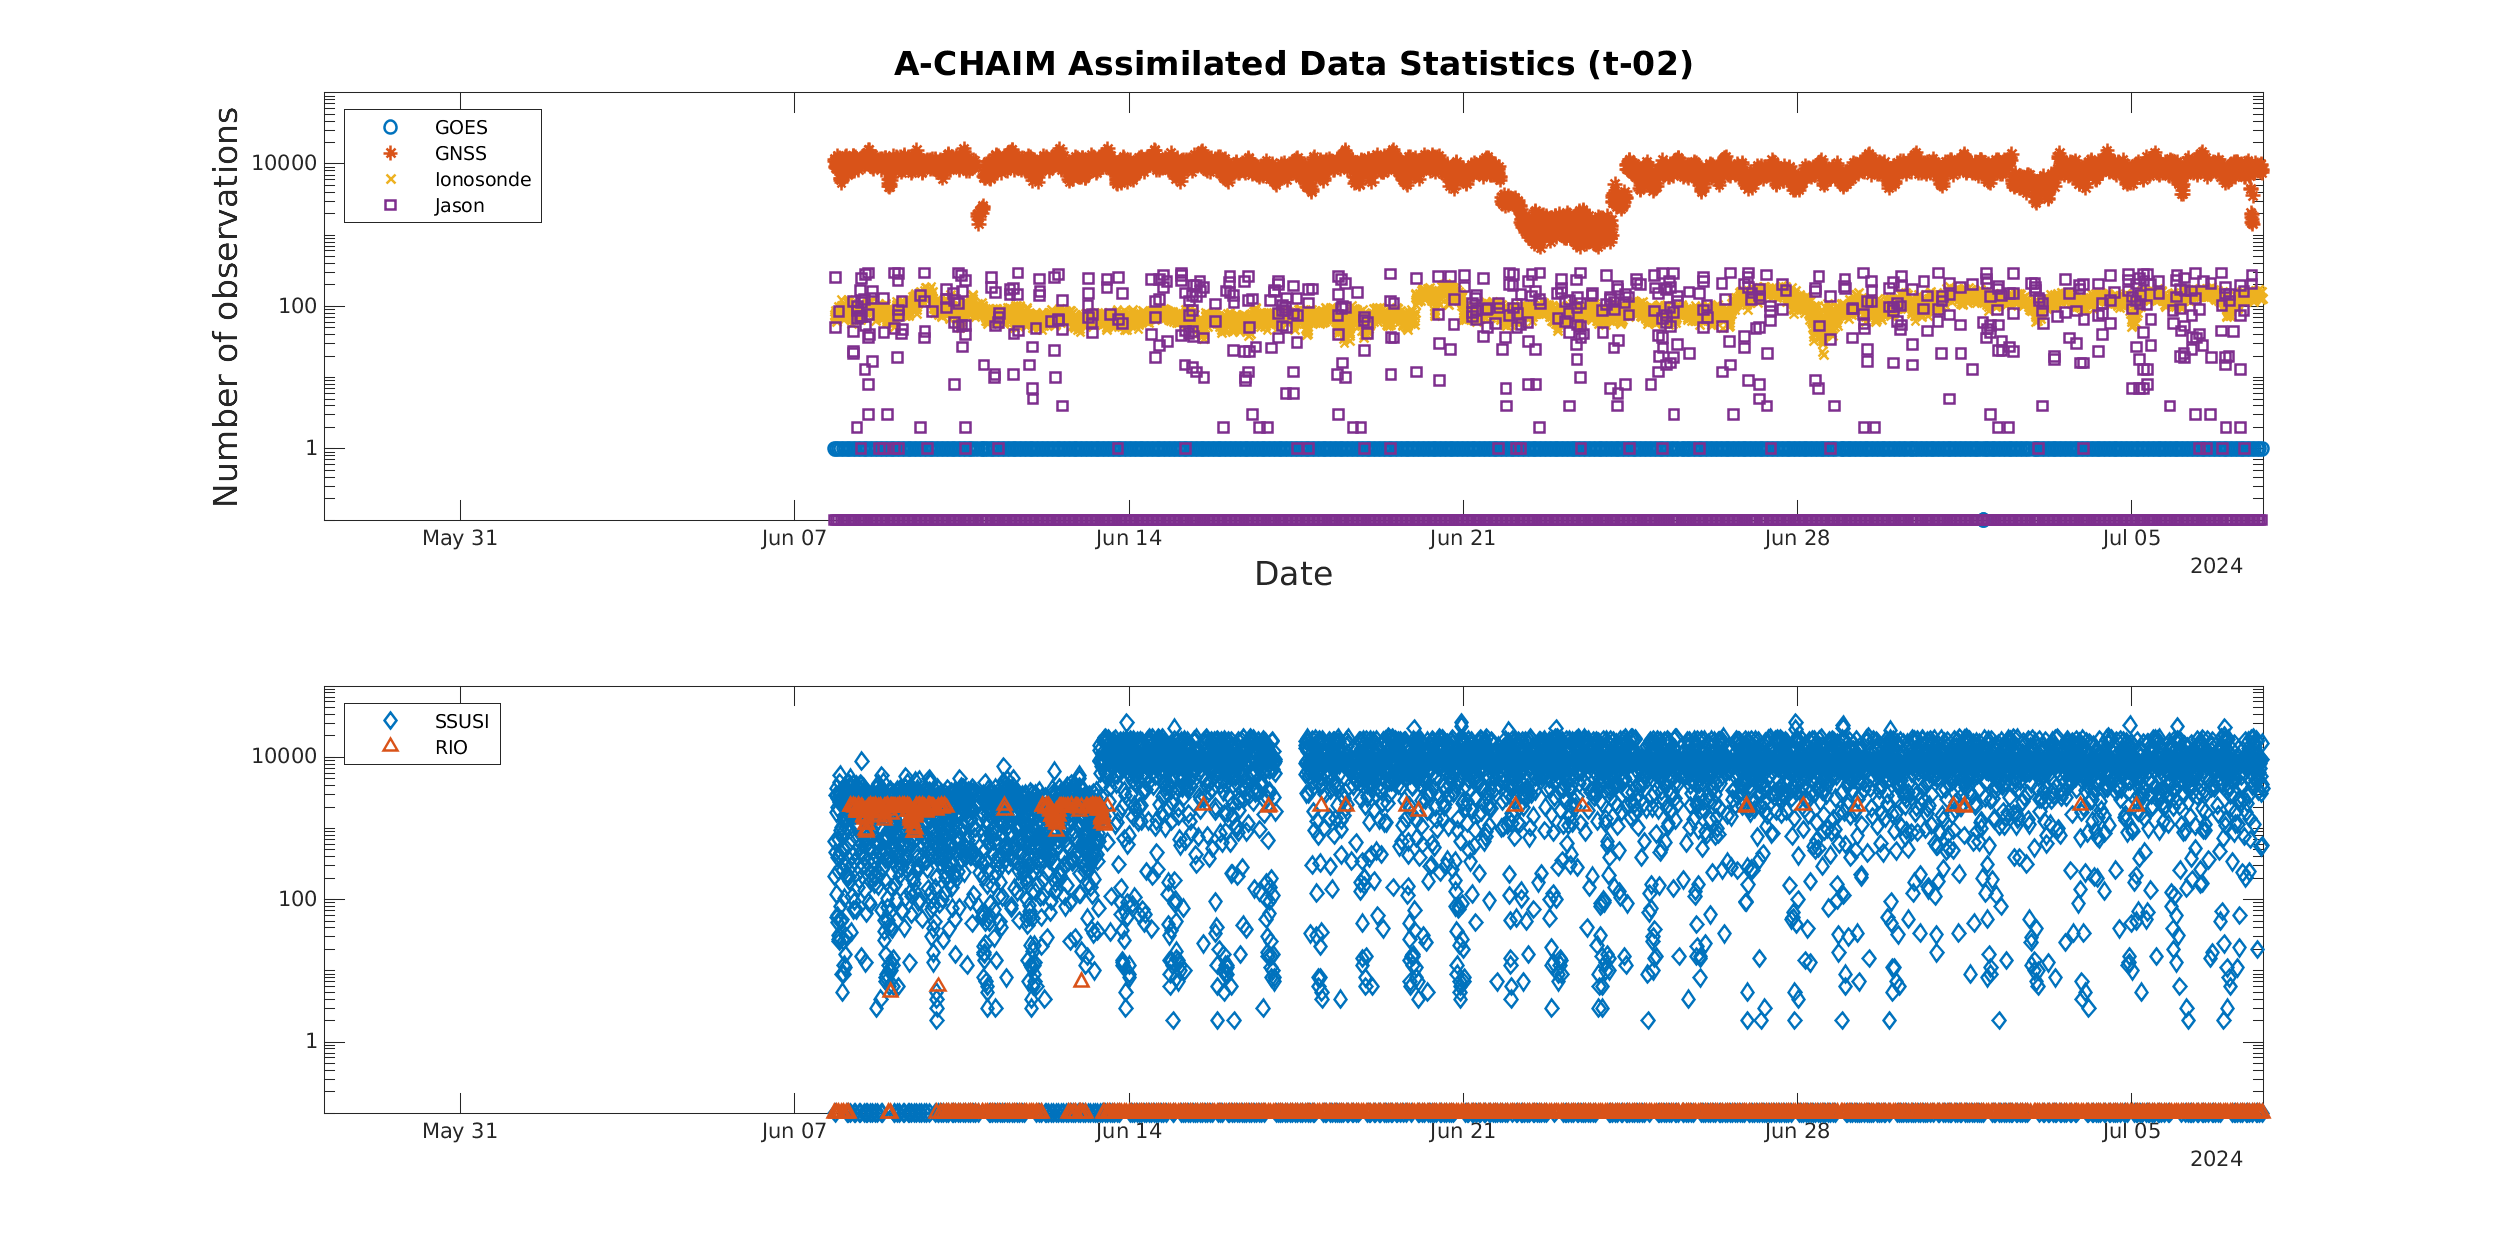 A-CHAIM Assimilated Data Statistics (t-02)
Number of observations
10000
100
1
GOES
GNSS
Ionosonde
Jason
May 31
Jun 07
Jun 14
Jun 21
Jun 28
Jul 05
2024
Date
10000
100
1
SSUSI
RIO
May 31
Jun 07
Jun 14
Jun 21
Jun 28
Jul 05
2024